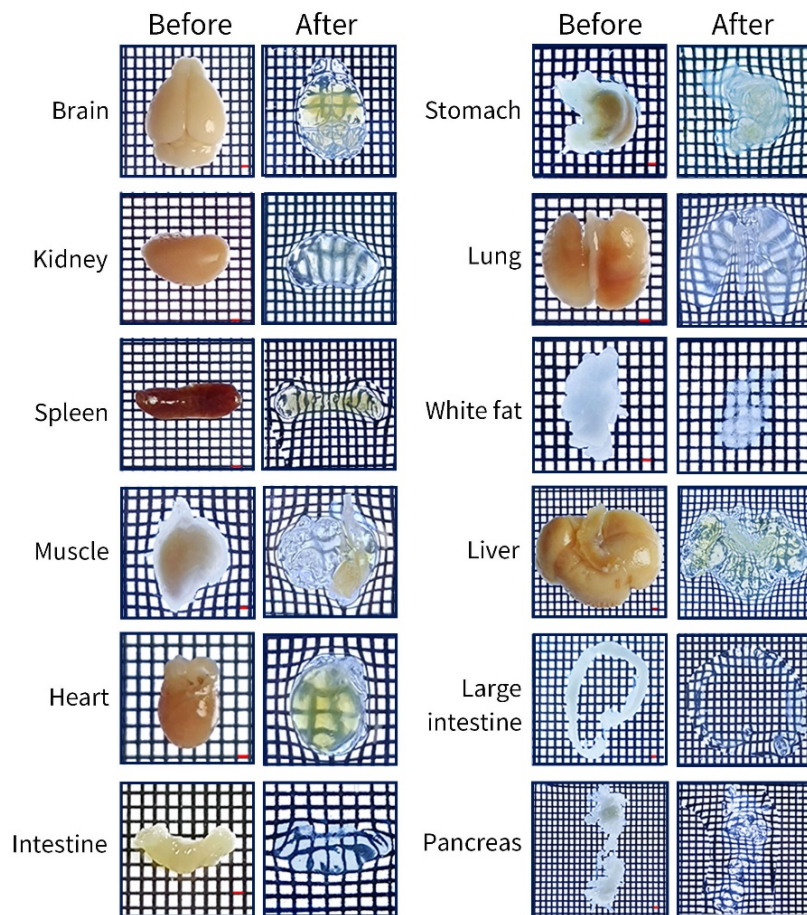 Before After
Brain
Kidney
Spleen
Muscle
Heart
Intestine
Before After
Stomach
Lung
White fat
Liver
Large
intestine
Pancreas